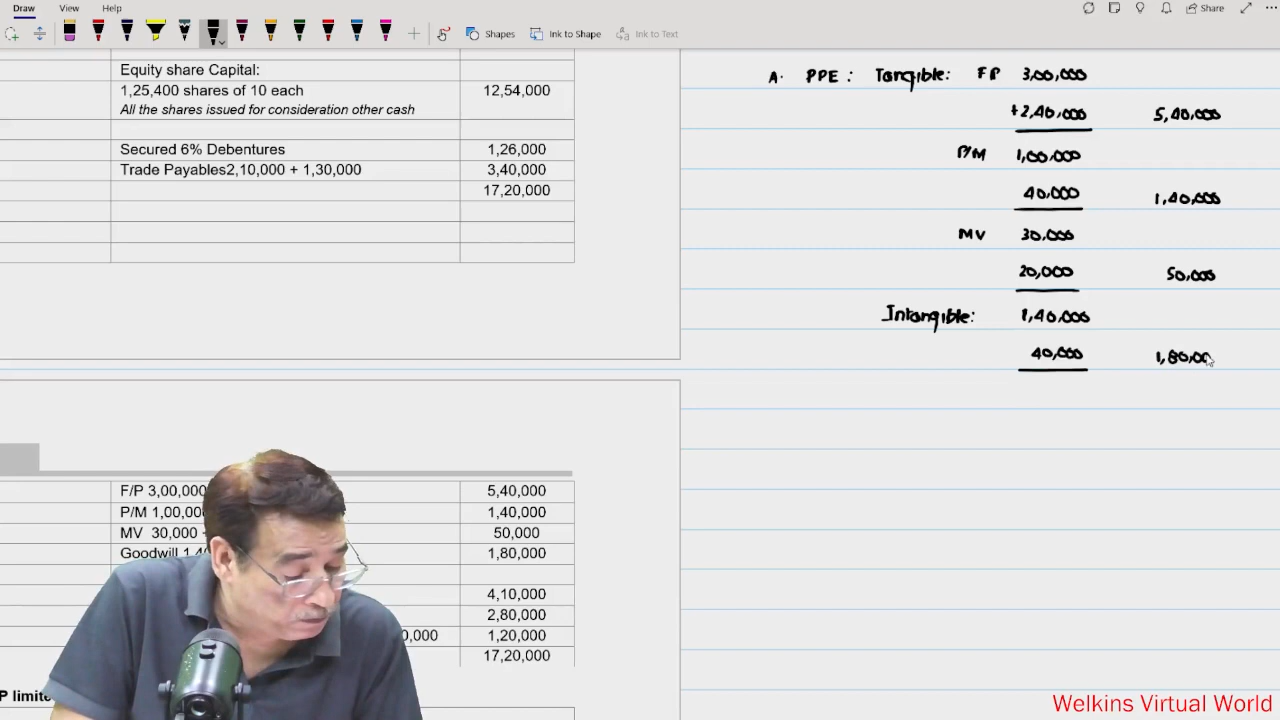 Draw View Help
Share
Shapes Ink to Shape Ink to Text
Equity share Capital:
1,25,400 shares of 10 each 12,54,000
All the shares issued for consideration other cash
Secured 6% Debentures 1,26,000
Trade Payables2,10,000 + 1,30,000 3,40,000
17,20,000
F/P 3,00,000 5,40,000
P/M 1,00,00 1,40,000
MV 30,000 50,000
Goodwill 1,80,000
4,10,000
2,80,000
0,000 1,20,000
17,20,000
P limite
A. PPE: Tangible: FP 3,00,000
+2,40,000 5,40,000
P/M 1,00,000
40,000 1,40,000
MV 30,000
20,000 50,000
Intangible: 1,40,000
40,000 1,80,00
Welkins Virtual World